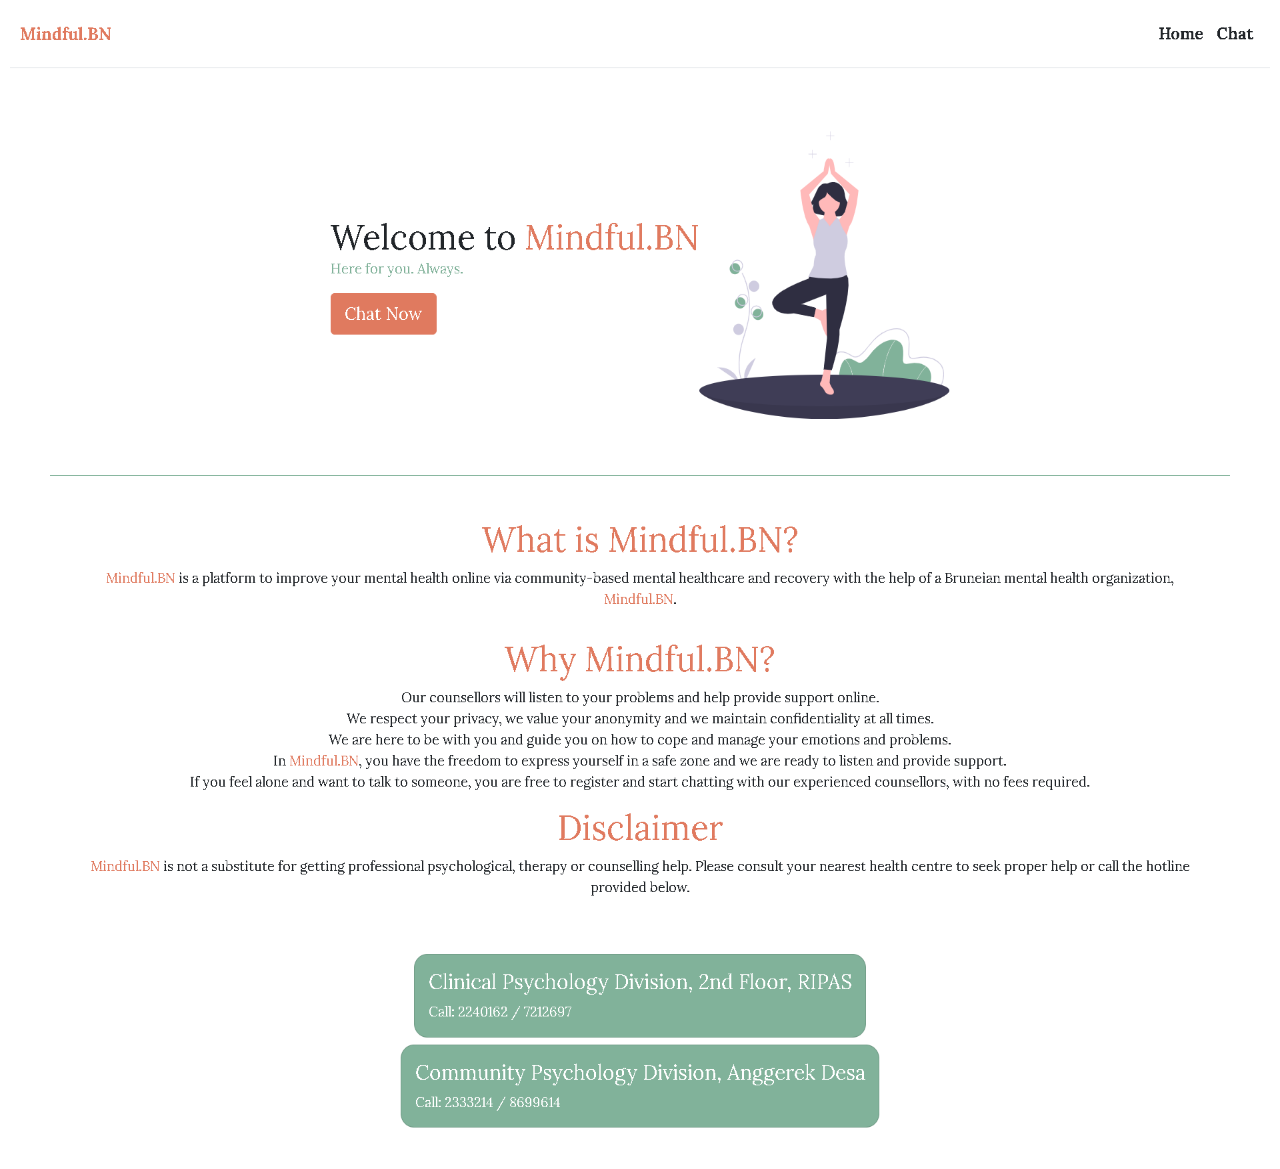 Mindful.BN
Home Chat
Welcome to Mindful.BN
Here for you. Always.
Chat Now
What is Mindful.BN?
Mindful.BN is a platform to improve your mental health online via community-based mental healthcare and recovery with the help of a Bruneian mental health organization,
Mindful.BN.
Why Mindful.BN?
Our counsellors will listen to your problems and help provide support online.
We respect your privacy, we value your anonymity and we maintain confidentiality at all times.
We are here to be with you and guide you on how to cope and manage your emotions and problems.
In Mindful.BN, you have the freedom to express yourself in a safe zone and we are ready to listen and provide support.
If you feel alone and want to talk to someone, you are free to register and start chatting with our experienced counsellors, with no fees required.
Disclaimer
Mindful.BN is not a substitute for getting professional psychological, therapy or counselling help. Please consult your nearest health centre to seek proper help or call the hotline
provided below.
Clinical Psychology Division, 2nd Floor, RIPAS
Call: 2240162 / 7212697
Community Psychology Division, Anggerek Desa
Call: 2333214 / 8699614